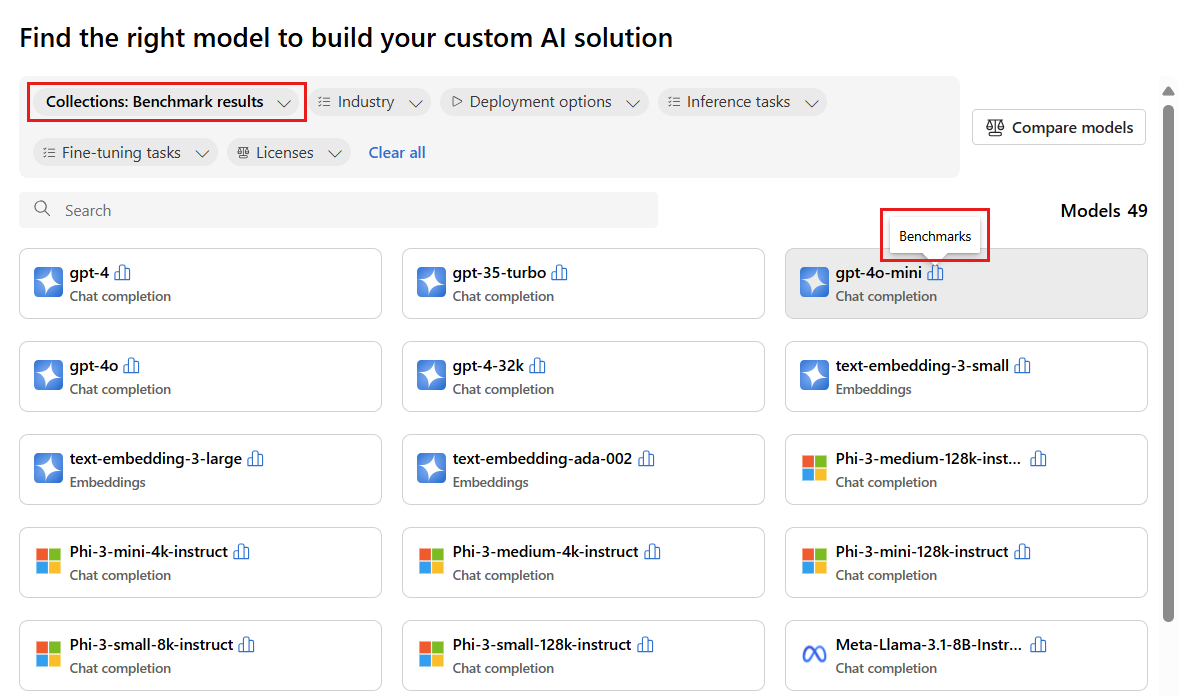 Find the right model to build your custom AI solution
Collections: Benchmark results Industry Deployment options Inference tasks
Compare models
Fine-tuning tasks Licenses Clear all
Search
Models 49
Benchmarks
gpt-4
Chat completion
gpt-35-turbo
Chat completion
gpt-4o-mini
Chat completion
gpt-4o
Chat completion
gpt-4-32k
Chat completion
text-embedding-3-small
Embeddings
text-embedding-3-large
Embeddings
text-embedding-ada-002
Embeddings
Phi-3-medium-128k-inst...
Chat completion
Phi-3-mini-4k-instruct
Chat completion
Phi-3-medium-4k-instruct
Chat completion
Phi-3-mini-128k-instruct
Chat completion
Phi-3-small-8k-instruct
Chat completion
Phi-3-small-128k-instruct
Chat completion
Meta-Llama-3.1-8B-Instr...
Chat completion